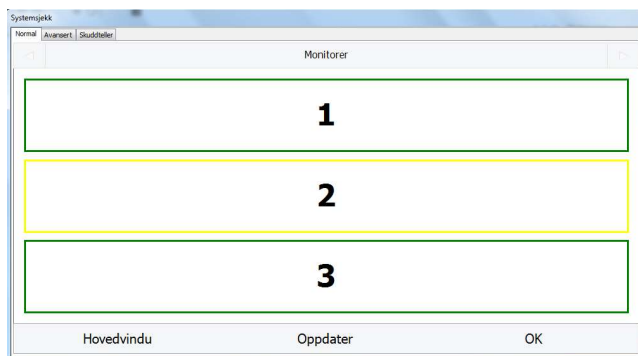 Systemsjekk
Normal Avansert Skuddteller
Monitorer
1
2
3
Hovedvindu Oppdater OK